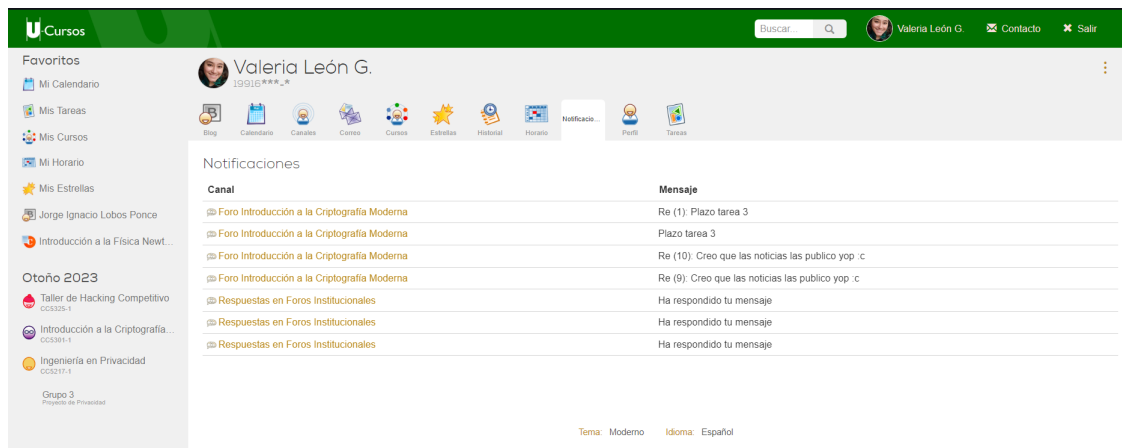 U-Cursos
Buscar...
Valeria León G.
Contacto
Salir
Favoritos
Mi Calendario
Mis Tareas
Mis Cursos
Mi Horario
Mis Estrellas
Jorge Ignacio Lobos Ponce
Introducción a la Física Newt...
Otoño 2023
Taller de Hacking Competitivo
CC5325-1
Introducción a la Criptografía...
CC5301-1
Ingeniería en Privacidad
CC5217-1
Grupo 3
Proyecto de Privacidad
Valeria León G.
19916***-*
Blog
Calendario
Canales
Correo
Cursos
Estrellas
Historial
Horario
Notificacio...
Perfil
Tareas
Notificaciones
Canal Mensaje
Foro Introducción a la Criptografía Moderna Re (1): Plazo tarea 3
Foro Introducción a la Criptografía Moderna Plazo tarea 3
Foro Introducción a la Criptografía Moderna Re (10): Creo que las noticias las publico yop :c
Foro Introducción a la Criptografía Moderna Re (9): Creo que las noticias las publico yop :c
Respuestas en Foros Institucionales Ha respondido tu mensaje
Respuestas en Foros Institucionales Ha respondido tu mensaje
Respuestas en Foros Institucionales Ha respondido tu mensaje
Tema: Moderno Idioma: Español